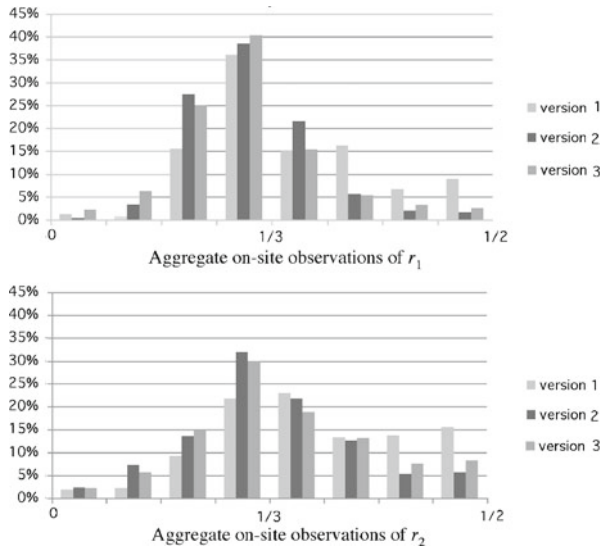 45%
40%
35%
30%
25%
20%
15%
10%
5%
0%
version 1
version 2
version 3
0 1/3 1/2
Aggregate on-site observations of r1
45%
40%
35%
30%
25%
20%
15%
10%
5%
0%
version 1
version 2
version 3
0 1/3 1/2
Aggregate on-site observations of r2